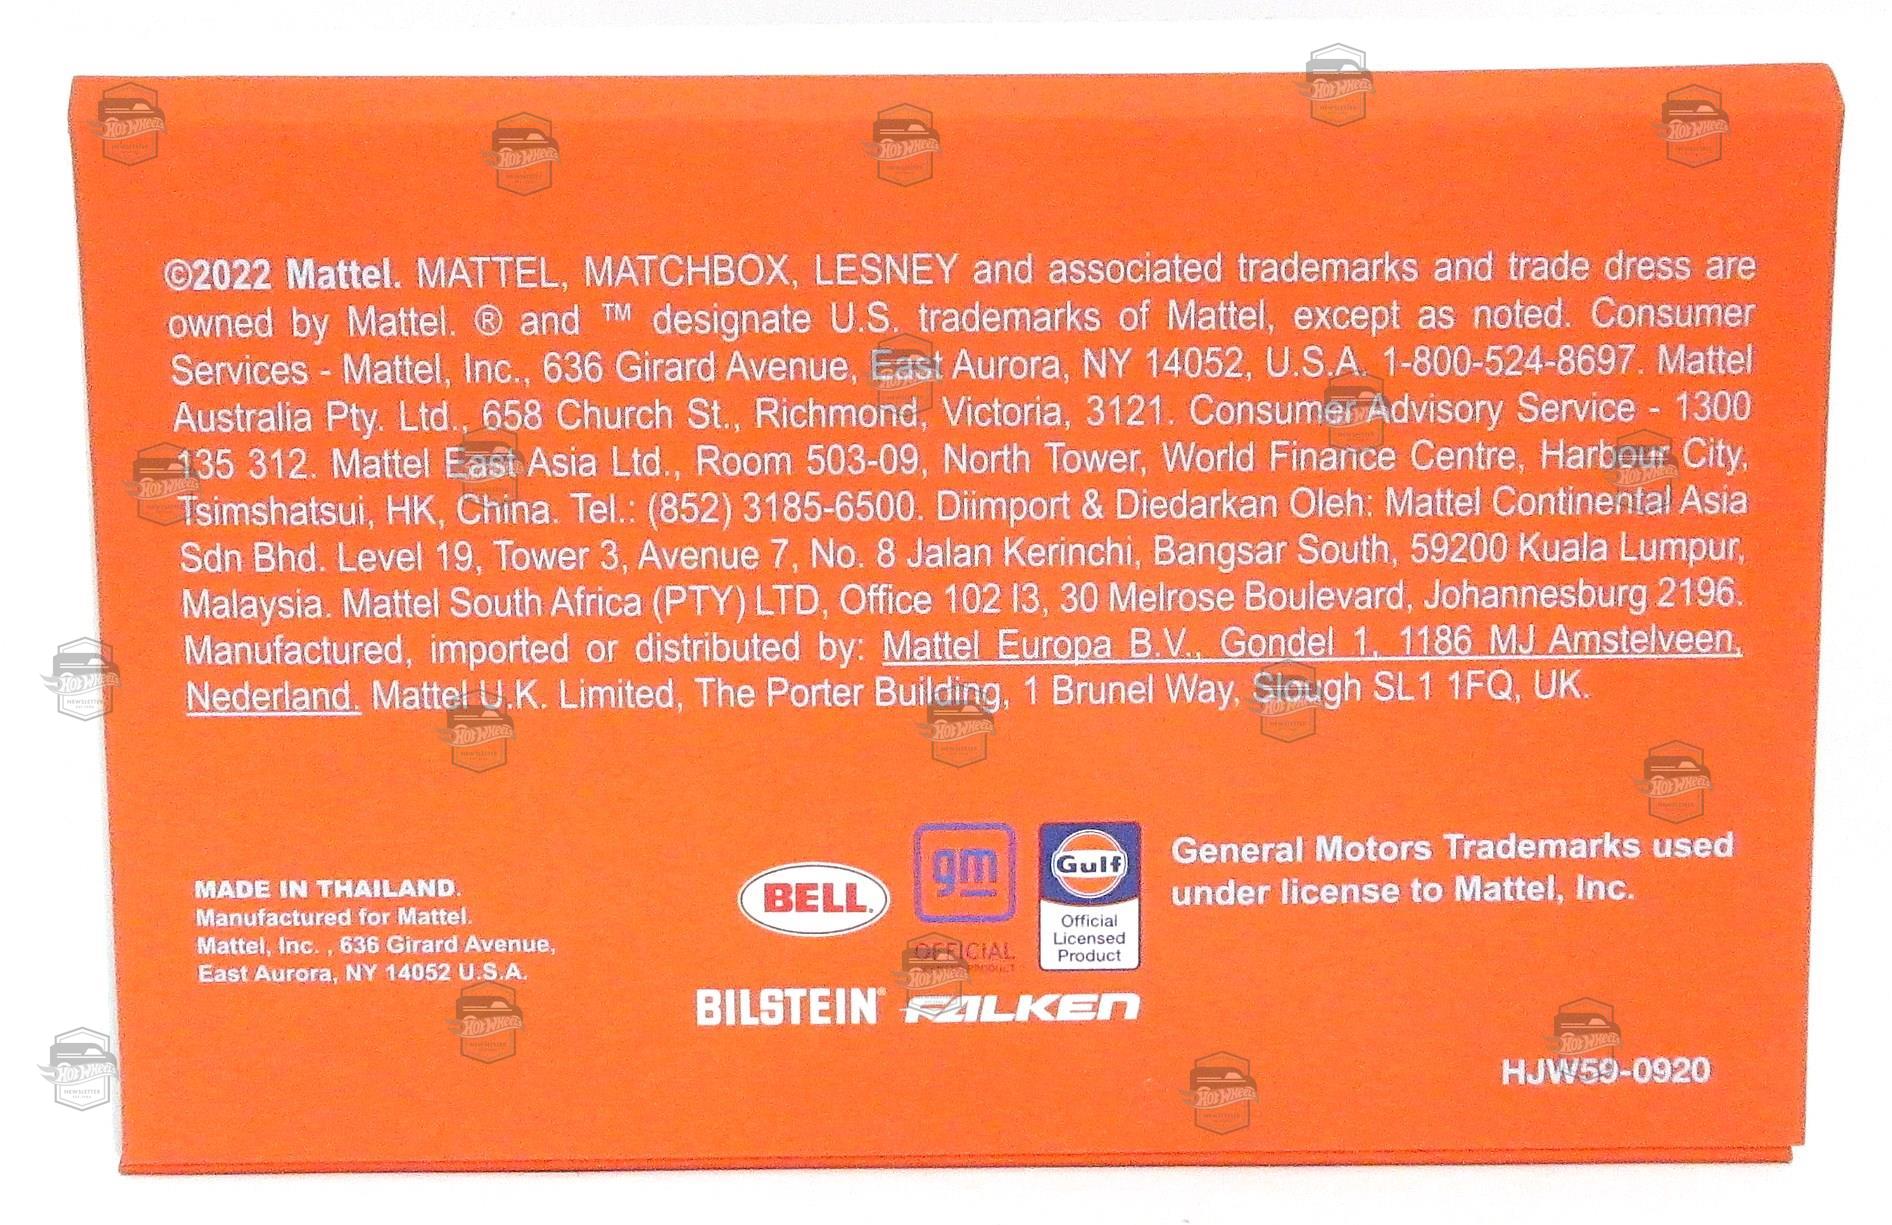 ©2022 Mattel. MATTEL, MATCHBOX, LESNEY and associated trademarks and trade dress are
owned by Mattel. ® and ™ designate U.S. trademarks of Mattel, except as noted. Consumer
Services - Mattel, Inc., 636 Girard Avenue, East Aurora, NY 14052, U.S.A. 1-800-524-8697. Mattel
Australia Pty. Ltd., 658 Church St., Richmond, Victoria, 3121. Consumer Advisory Service - 1300
135 312. Mattel East Asia Ltd., Room 503-09, North Tower, World Finance Centre, Harbour City,
Tsimshatsui, HK, China. Tel.: (852) 3185-6500. Diimport & Diedarkan Oleh: Mattel Continental Asia
Sdn Bhd. Level 19, Tower 3, Avenue 7, No. 8 Jalan Kerinchi, Bangsar South, 59200 Kuala Lumpur,
Malaysia. Mattel South Africa (PTY) LTD, Office 102 I3, 30 Melrose Boulevard, Johannesburg 2196.
Manufactured, imported or distributed by: Mattel Europa B.V., Gondel 1, 1186 MJ Amstelveen,
Nederland. Mattel U.K. Limited, The Porter Building, 1 Brunel Way, Slough SL1 1FQ, UK.
MADE IN THAILAND.
Manufactured for Mattel.
Mattel, Inc. , 636 Girard Avenue,
East Aurora, NY 14052 U.S.A.
BELL
gm
OFFICIAL
PRODUCT
Gulf
Official
Licensed
Product
General Motors Trademarks used
under license to Mattel, Inc.
BILSTEIN® FALKEN
HJW59-0920
HOT WHEELS
NEWSLETTER